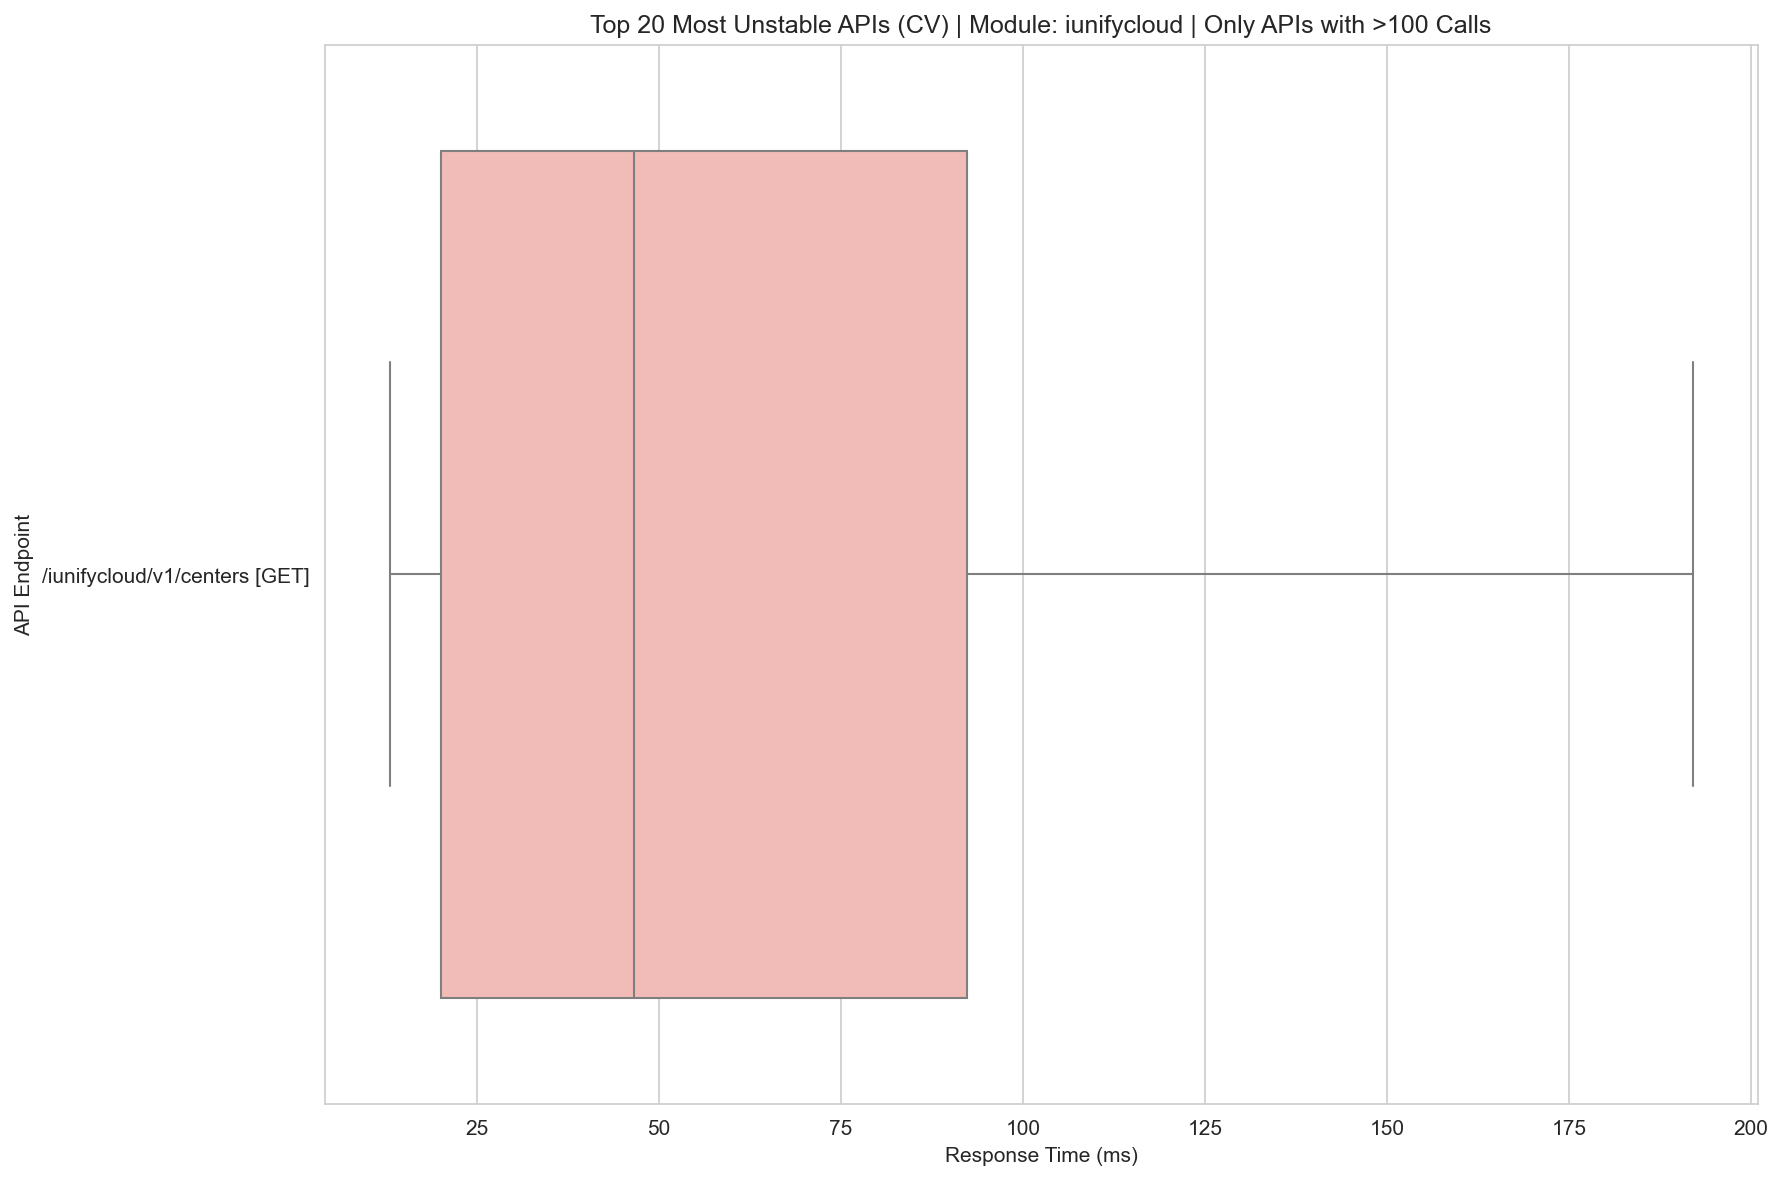 Top 20 Most Unstable APIs (CV) | Module: iunifycloud | Only APIs with >100 Calls
API Endpoint
/iunifycloud/v1/centers [GET]
25 50 75 100 125 150 175 200
Response Time (ms)